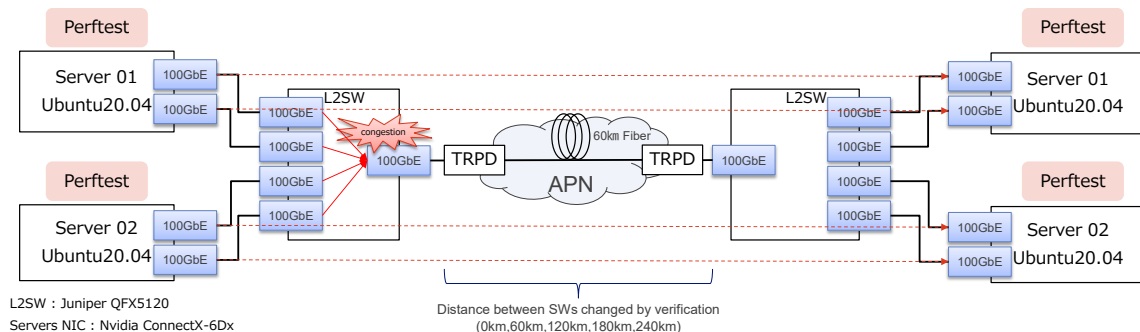 Perftest
Server 01
Ubuntu20.04
100GbE
100GbE
Perftest
Server 02
Ubuntu20.04
100GbE
100GbE
L2SW
100GbE
100GbE
100GbE
100GbE
congestion
100GbE
TRPD
60km Fiber
APN
TRPD
L2SW
100GbE
100GbE
100GbE
100GbE
100GbE
Perftest
100GbE
100GbE
Server 01
Ubuntu20.04
Perftest
100GbE
100GbE
Server 02
Ubuntu20.04
Distance between SWs changed by verification
(0km,60km,120km,180km,240km)
L2SW : Juniper QFX5120
Servers NIC : Nvidia ConnectX-6Dx